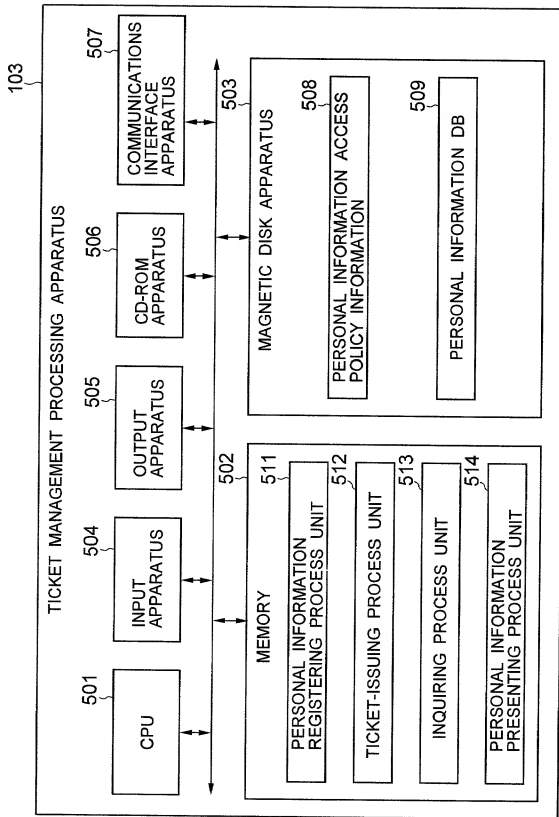 103
TICKET MANAGEMENT PROCESSING APPARATUS
501
CPU
504
INPUT
APPARATUS
505
OUTPUT
APPARATUS
506
CD-ROM
APPARATUS
507
COMMUNICATIONS
INTERFACE
APPARATUS
502
MEMORY
511
PERSONAL INFORMATION
REGISTERING PROCESS UNIT
512
TICKET-ISSUING PROCESS UNIT
513
INQUIRING PROCESS UNIT
514
PERSONAL INFORMATION
PRESENTING PROCESS UNIT
503
MAGNETIC DISK APPARATUS
508
PERSONAL INFORMATION ACCESS
POLICY INFORMATION
509
PERSONAL INFORMATION DB